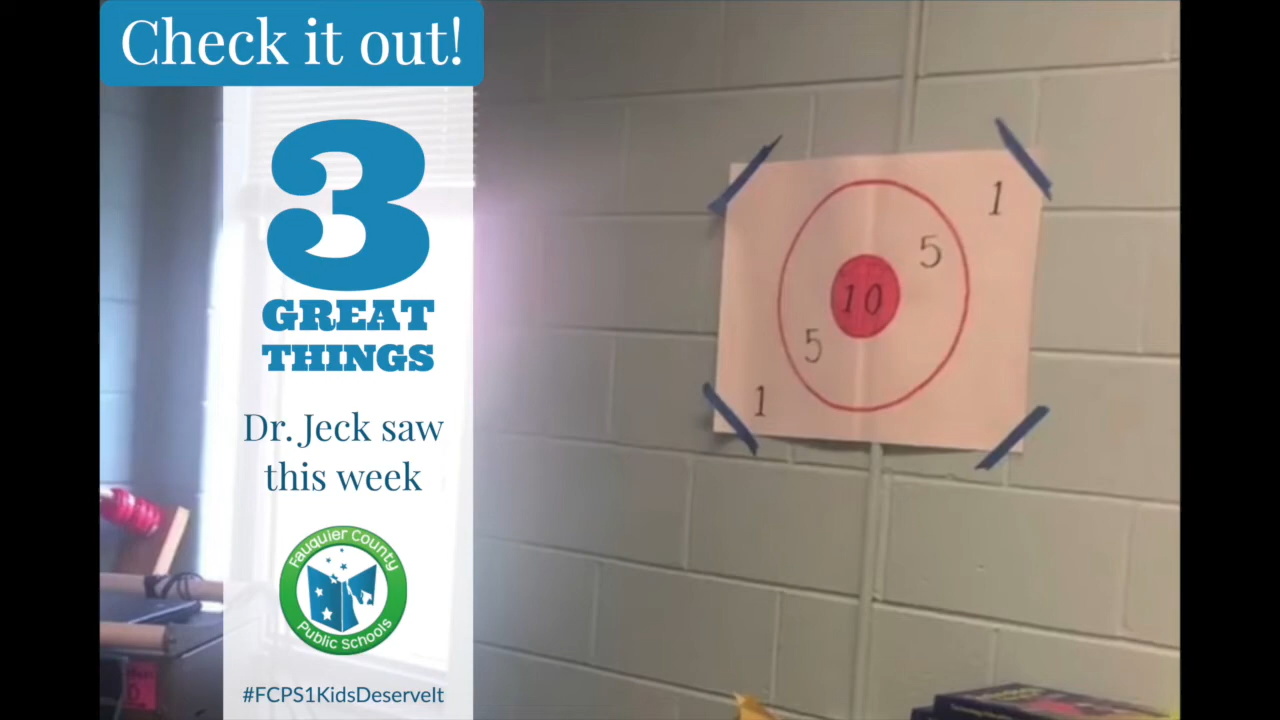 Check it out!
3
GREAT
THINGS
Dr. Jeck saw
this week
Fauquier County
Public Schools
#FCPS1KidsDeserveIt
1
5
10
5
1